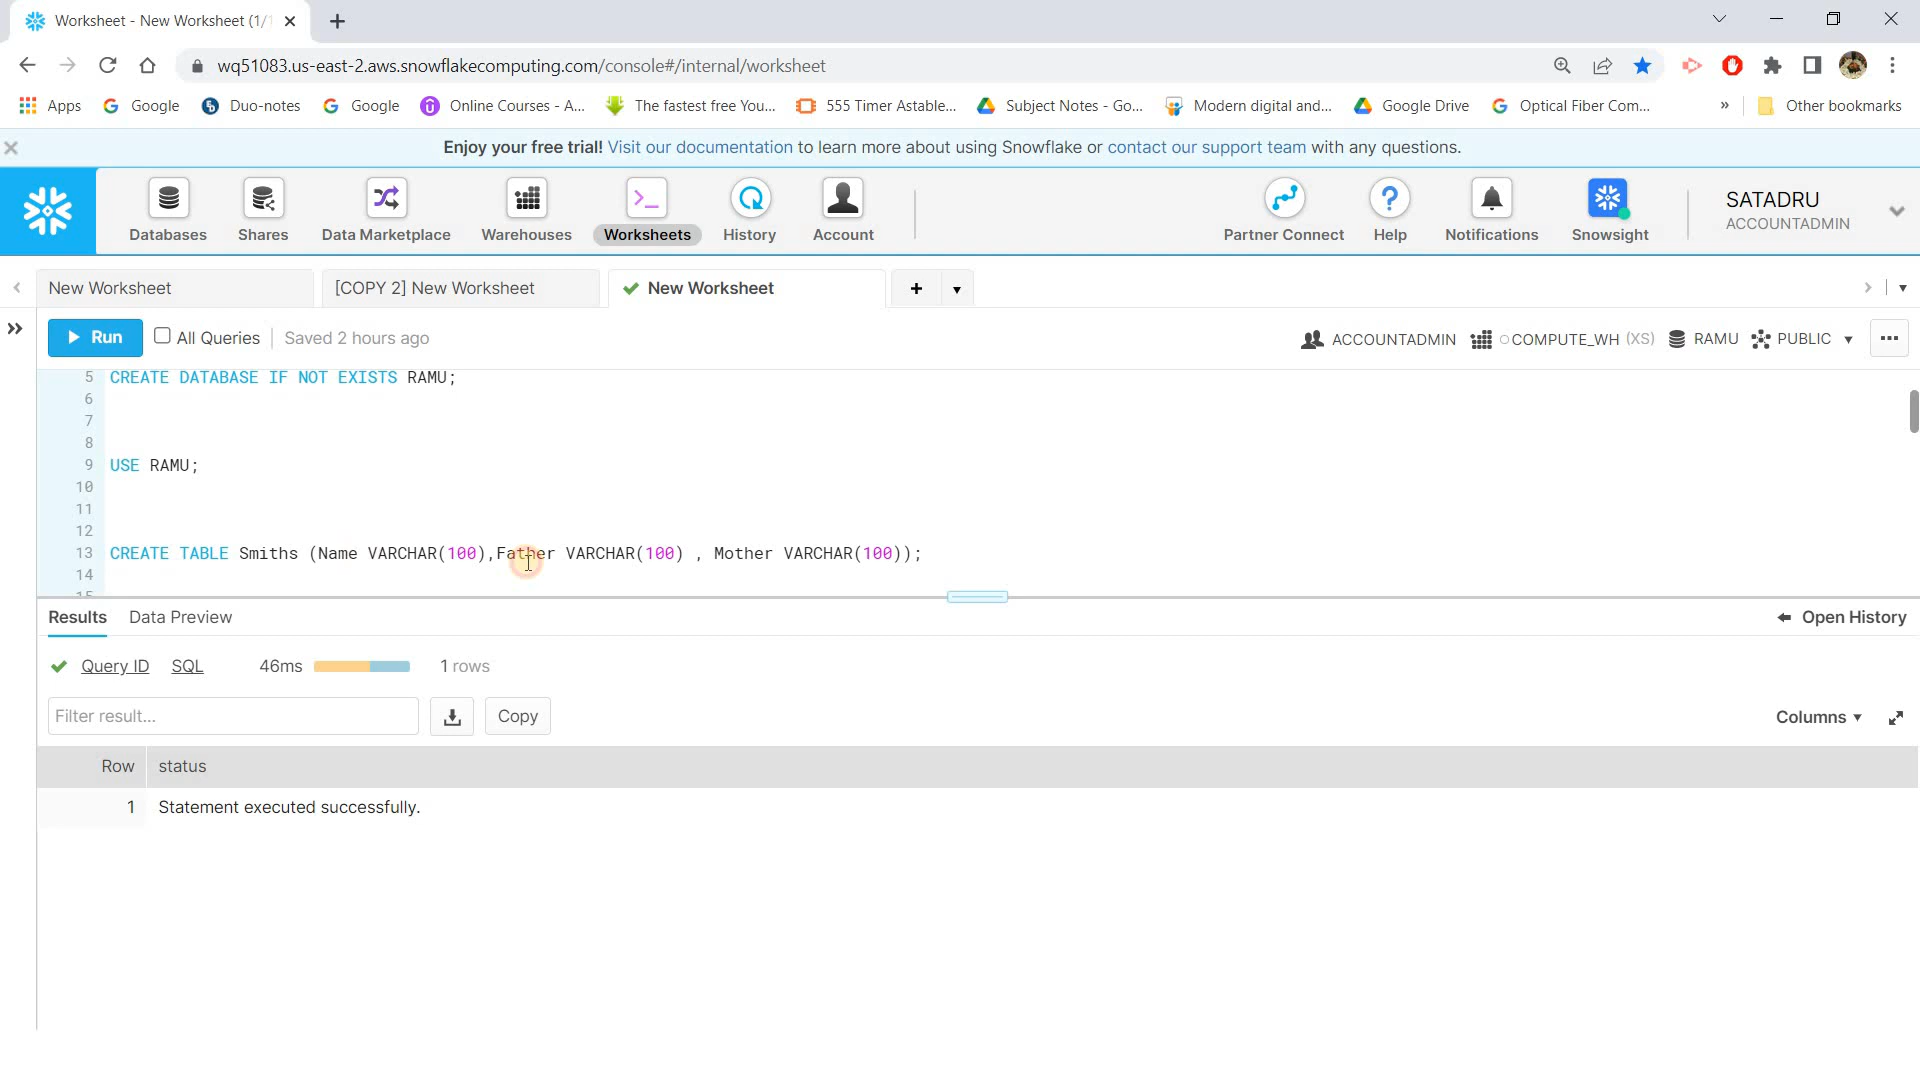 Worksheet - New Worksheet (1/
wq51083.us-east-2.aws.snowflakecomputing.com/console#/internal/worksheet
Apps Google Duo-notes Google Online Courses - A... The fastest free You... 555 Timer Astable... Subject Notes - Go... Modern digital and... Google Drive Optical Fiber Com... » Other bookmarks
Enjoy your free trial! Visit our documentation to learn more about using Snowflake or contact our support team with any questions.
Databases Shares Data Marketplace Warehouses Worksheets History Account Partner Connect Help Notifications Snowsight
SATADRU
ACCOUNTADMIN
New Worksheet [COPY 2] New Worksheet New Worksheet
Run All Queries Saved 2 hours ago ACCOUNTADMIN COMPUTE_WH (XS) RAMU PUBLIC
5 CREATE DATABASE IF NOT EXISTS RAMU;
6
7
8
9 USE RAMU;
10
11
12
13 CREATE TABLE Smiths (Name VARCHAR(100),Father VARCHAR(100) , Mother VARCHAR(100));
14
15
Results Data Preview Open History
Query ID SQL 46ms 1 rows
Filter result... Copy Columns
Row status
1 Statement executed successfully.